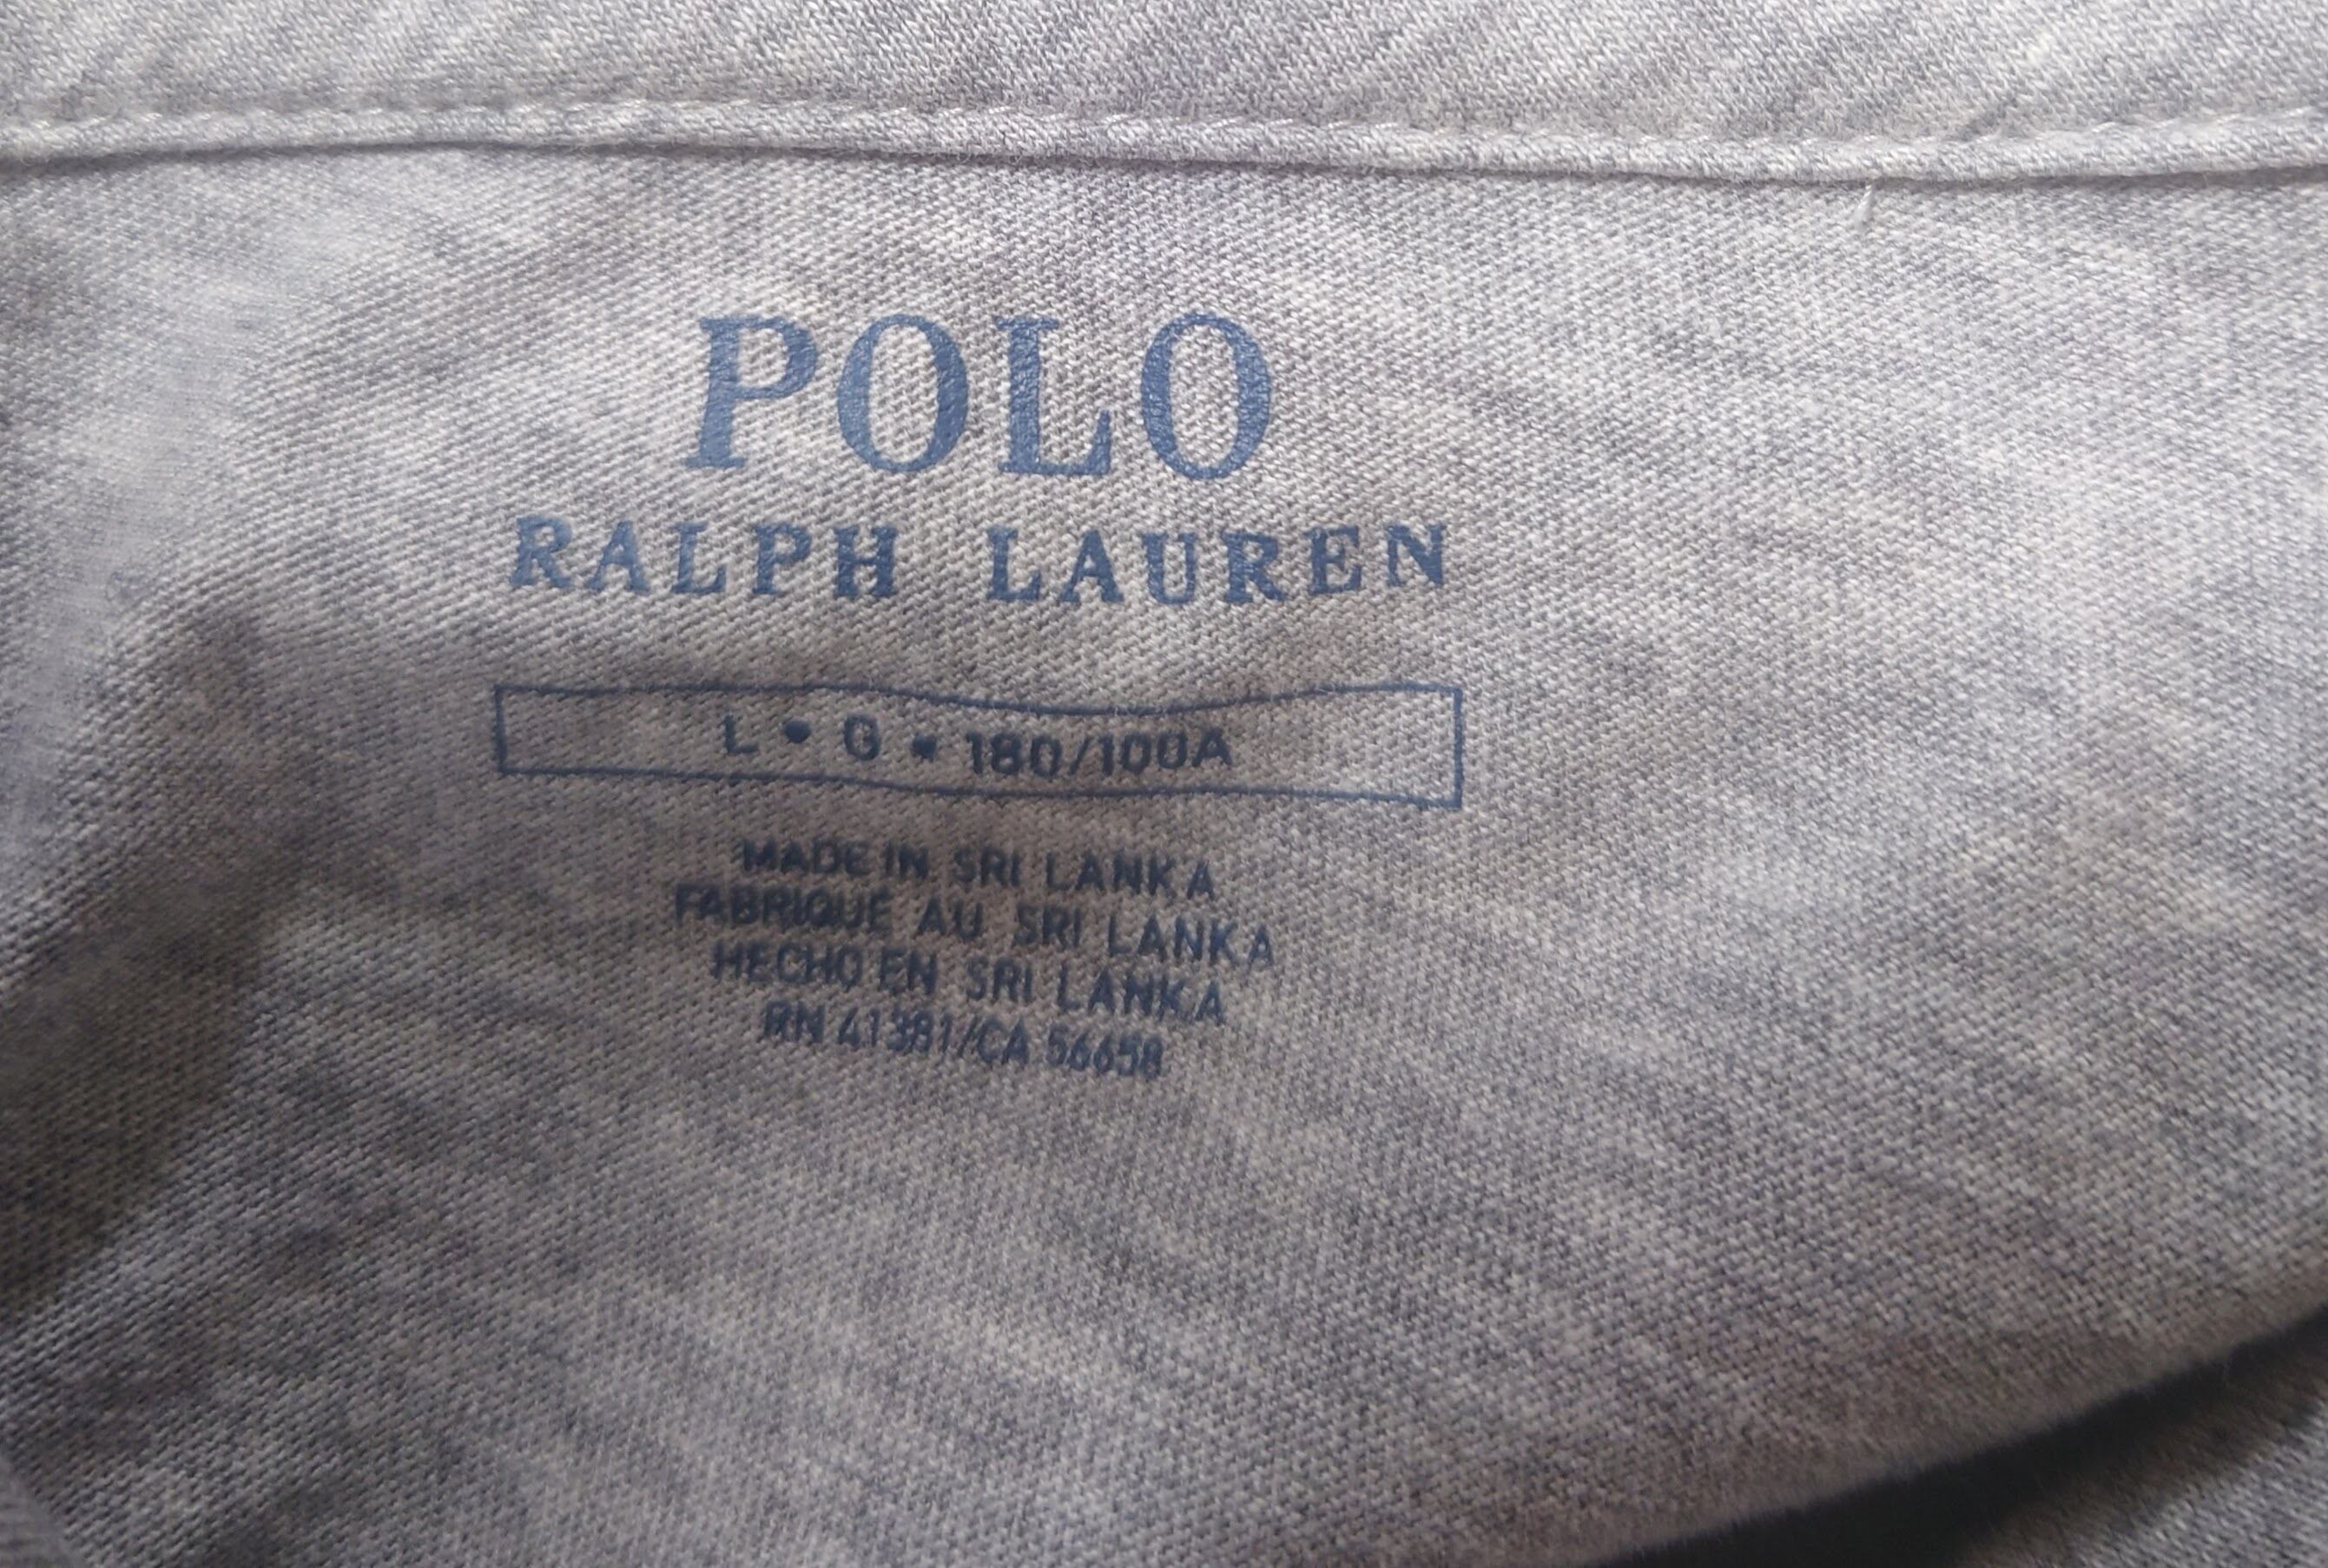 POLO
RALPH LAUREN
L • G • 180/100A
MADE IN SRI LANKA
FABRIQUÉ AU SRI LANKA
HECHO EN SRI LANKA
RN 41381/CA 56658